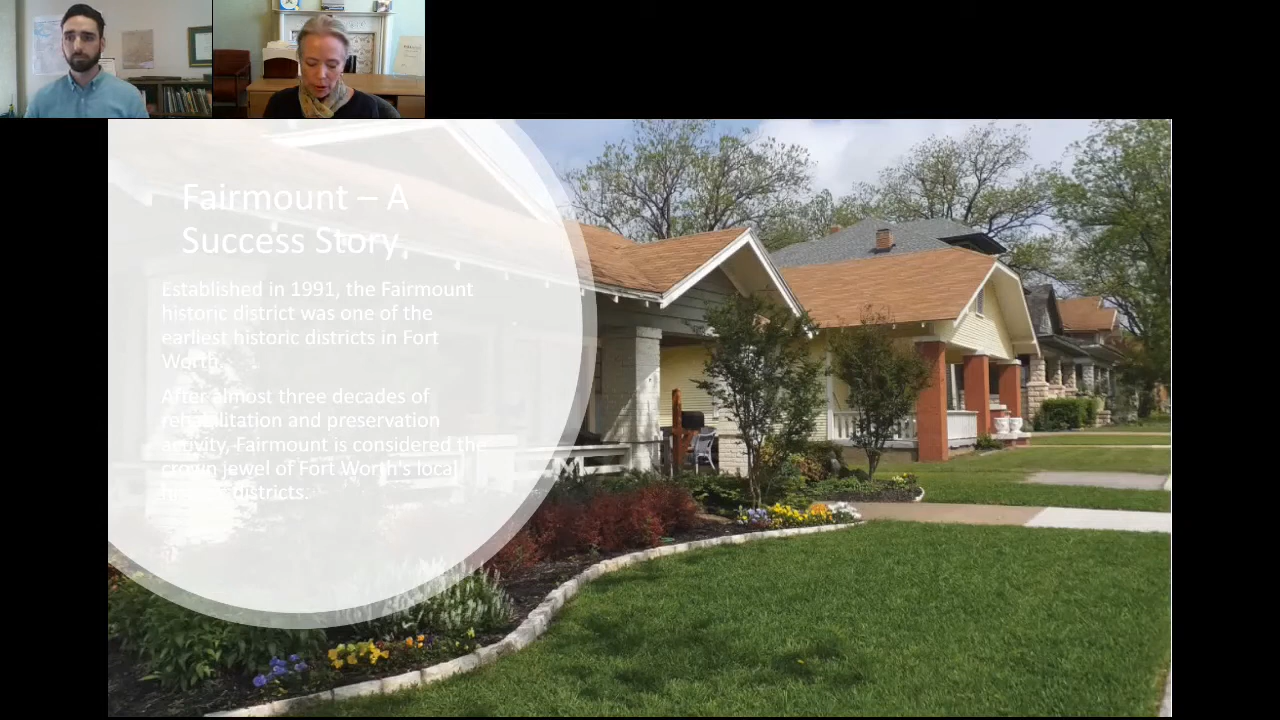 Fairmount – A
Success Story
Established in 1991, the Fairmount
historic district was one of the
earliest historic districts in Fort
Worth.
After almost three decades of
rehabilitation and preservation
activity, Fairmount is considered the
crown jewel of Fort Worth's local
historic districts.